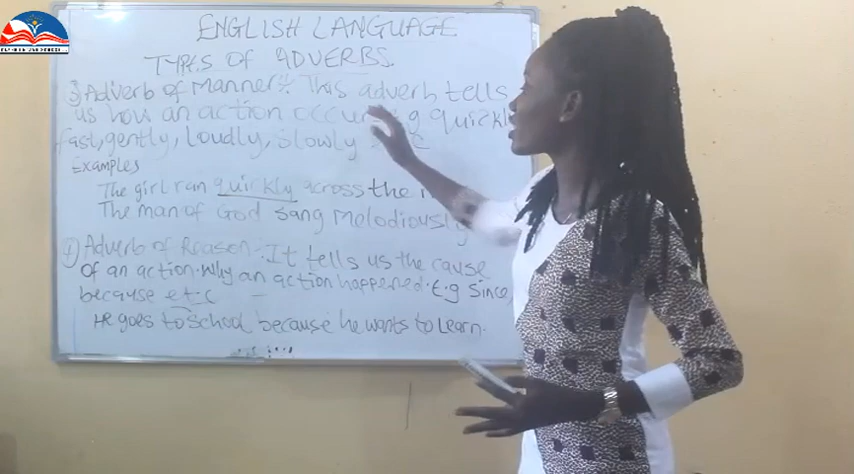 ENGLISH LANGUAGE
TYPES OF ADVERBS
3) Adverb of Manner:- This adverb tells
us how an action occur quickly
fast, gently, Loudly, slowly
Examples
The girl ran quickly across the
The man of God sang melodiously
4) Adverb of Reason:- It tells us the cause
of an action. Why an action happened. E.g Since,
because e.t.c
He goes to school because he wants to Learn.